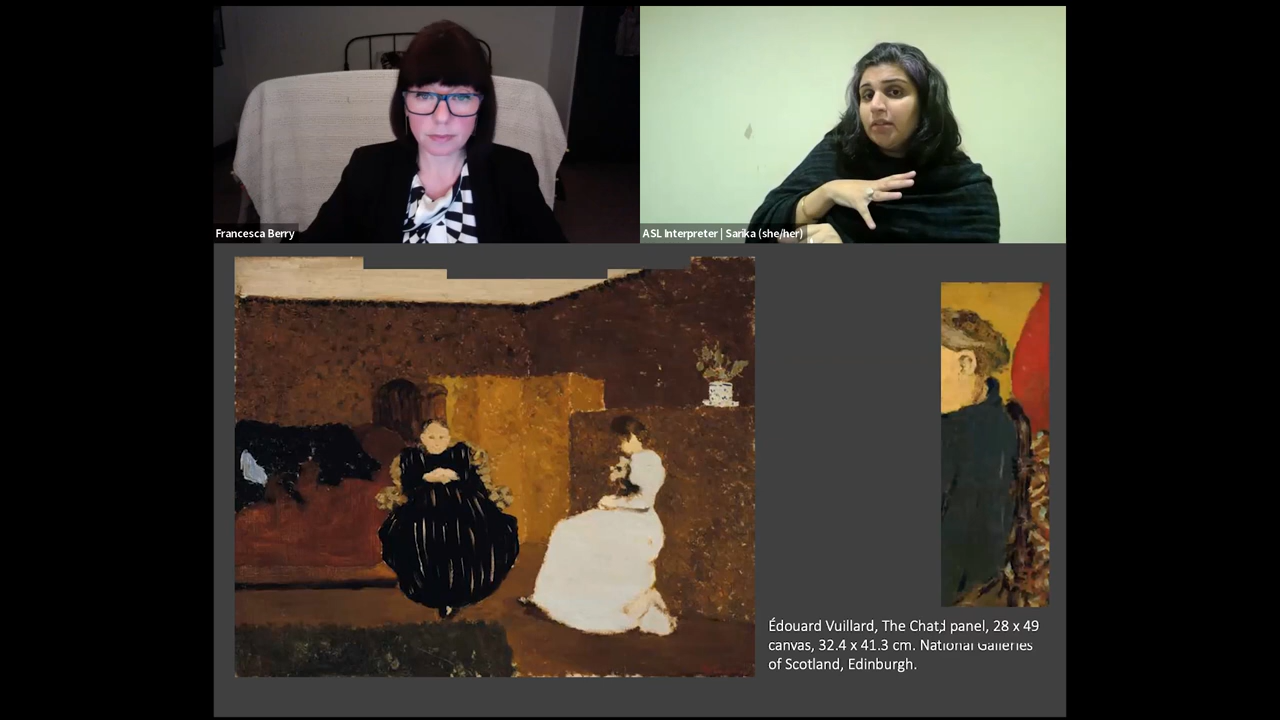 Francesca Berry
ASL Interpreter | Sarika (she/her)
Édouard Vuillard, The Chat panel, 28 x 49
canvas, 32.4 x 41.3 cm. National Galleries
of Scotland, Edinburgh.